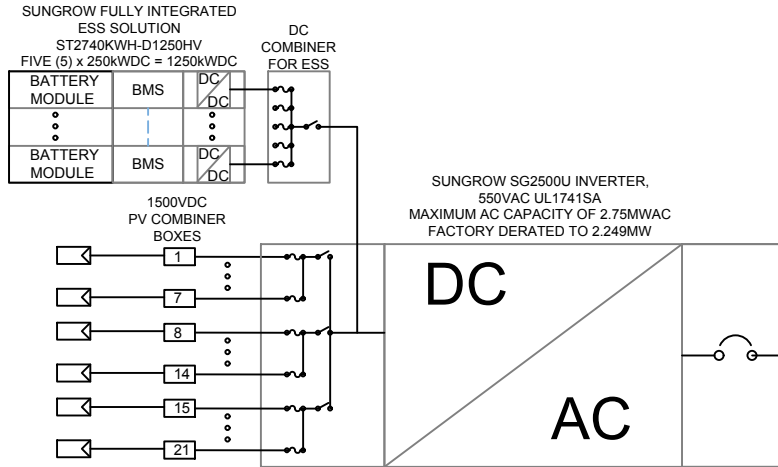 SUNGROW FULLY INTEGRATED
ESS SOLUTION
ST2740KWH-D1250HV
FIVE (5) x 250kWDC = 1250kWDC
DC
COMBINER
FOR ESS
BATTERY
MODULE
BMS
DC
DC
BATTERY
MODULE
BMS
DC
DC
1500VDC
PV COMBINER
BOXES
SUNGROW SG2500U INVERTER,
550VAC UL1741SA
MAXIMUM AC CAPACITY OF 2.75MWAC
FACTORY DERATED TO 2.249MW
1
7
8
14
15
21
DC
AC